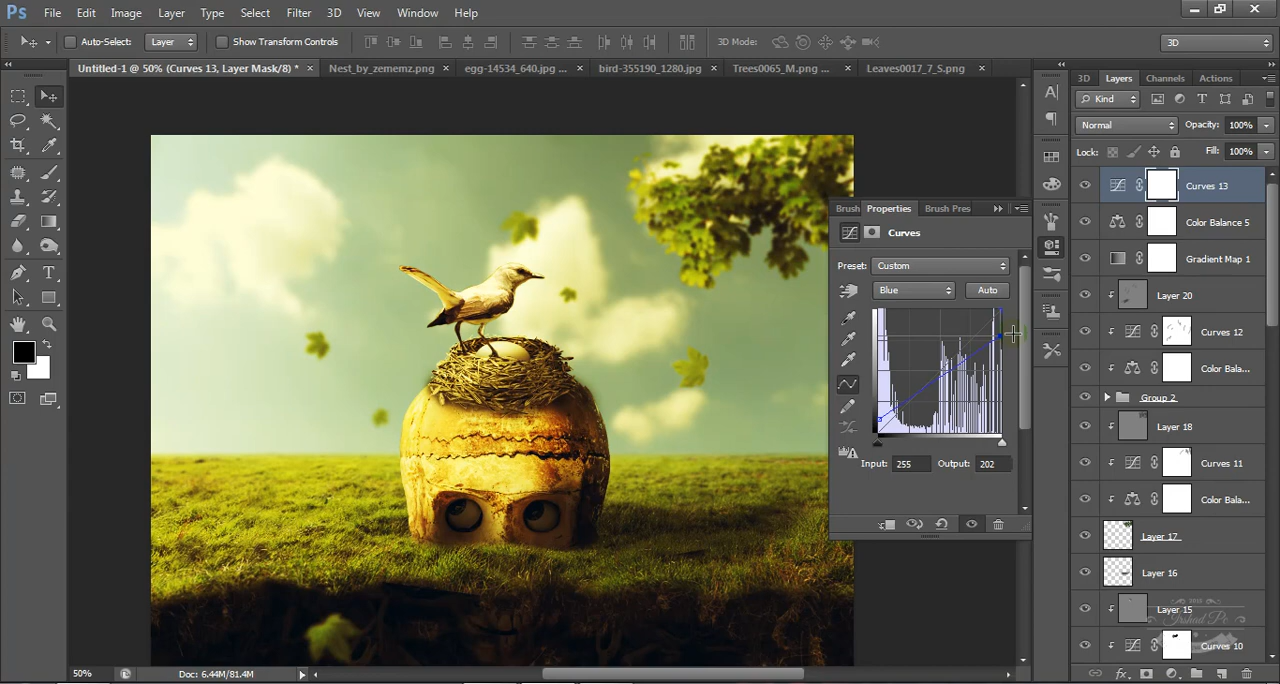 Ps File Edit Image Layer Type Select Filter 3D View Window Help
Auto-Select: Layer Show Transform Controls 3D Mode: 3D
Untitled-1 @ 50% (Curves 13, Layer Mask/8) * × Nest_by_zememz.png × egg-14534_640.jpg ... × bird-355190_1280.jpg × Trees0065_M.png ... × Leaves0017_7_S.png ×
3D Layers Channels Actions
Kind
Normal Opacity: 100%
Lock: Fill: 100%
Curves 13
Color Balance 5
Gradient Map 1
Layer 20
Curves 12
Color Bala...
Group 2
Layer 18
Curves 11
Color Bala...
Layer 17
Layer 16
Layer 15
Curves 10
Brush Properties Brush Pres
Curves
Preset: Custom
Blue Auto
Input: 255 Output: 202
50% Doc: 6.44M/81.4M
Irshad Pc